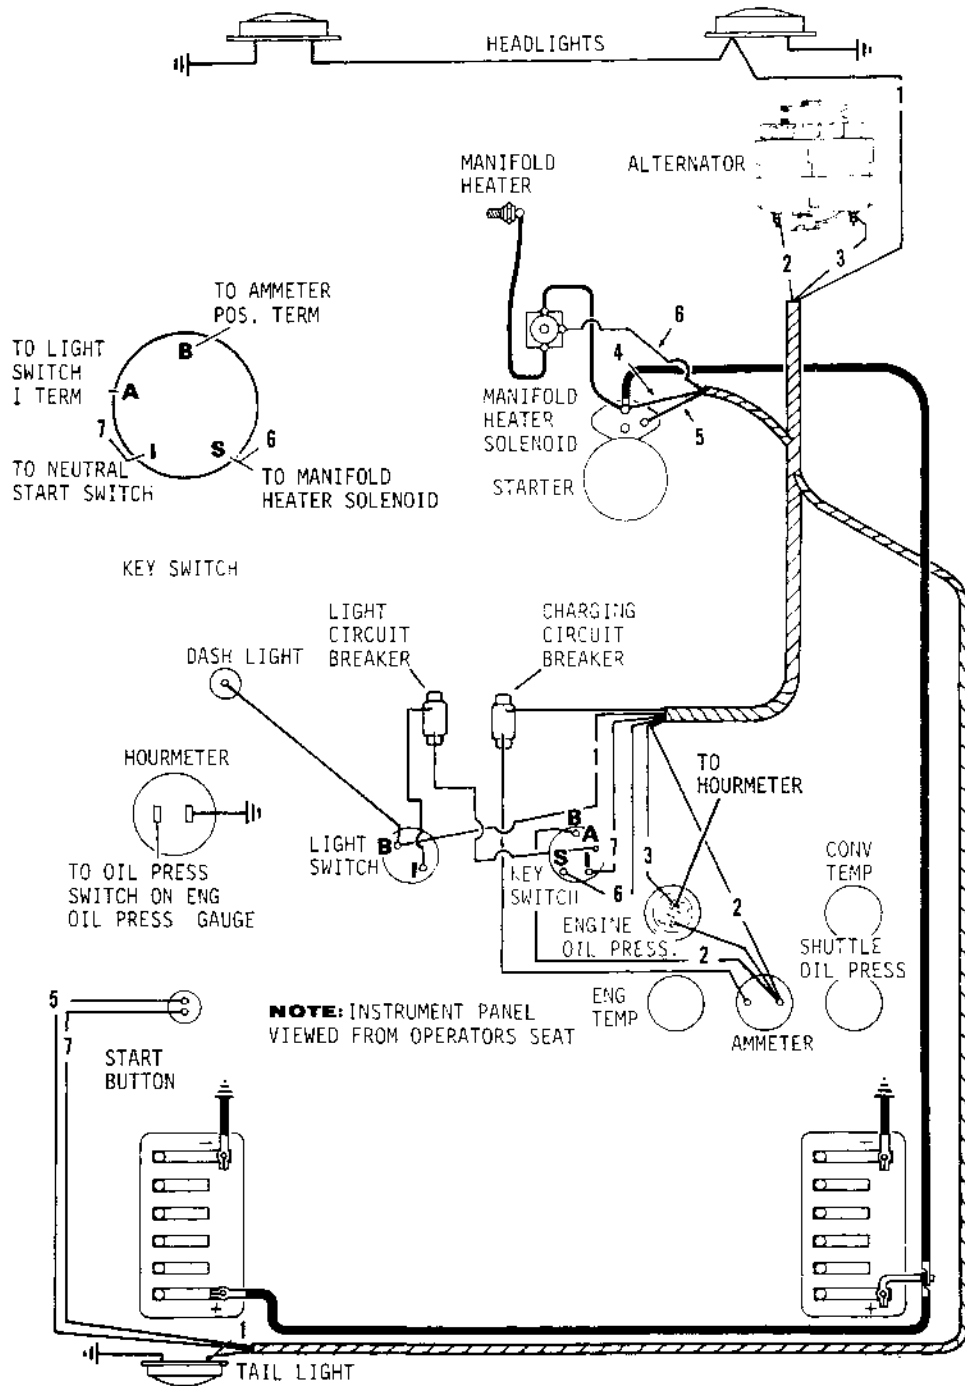 HEADLIGHTS
1
MANIFOLD
HEATER
ALTERNATOR
2
3
TO AMMETER
POS. TERM
B
TO LIGHT
SWITCH
I TERM
A
7
I
S
6
TO NEUTRAL
START SWITCH
TO MANIFOLD
HEATER SOLENOID
KEY SWITCH
6
4
MANIFOLD
HEATER
SOLENOID
5
STARTER
LIGHT
CIRCUIT
BREAKER
CHARGING
CIRCUIT
BREAKER
DASH LIGHT
HOURMETER
TO OIL PRESS
SWITCH ON ENG
OIL PRESS GAUGE
TO
HOURMETER
LIGHT
SWITCH
B
I
B
A
S
I
7
KEY
SWITCH
6
3
2
CONV
TEMP
ENGINE
OIL PRESS.
2
SHUTTLE
OIL PRESS
ENG
TEMP
AMMETER
5
7
START
BUTTON
NOTE: INSTRUMENT PANEL
VIEWED FROM OPERATORS SEAT
−
+
−
+
1
TAIL LIGHT